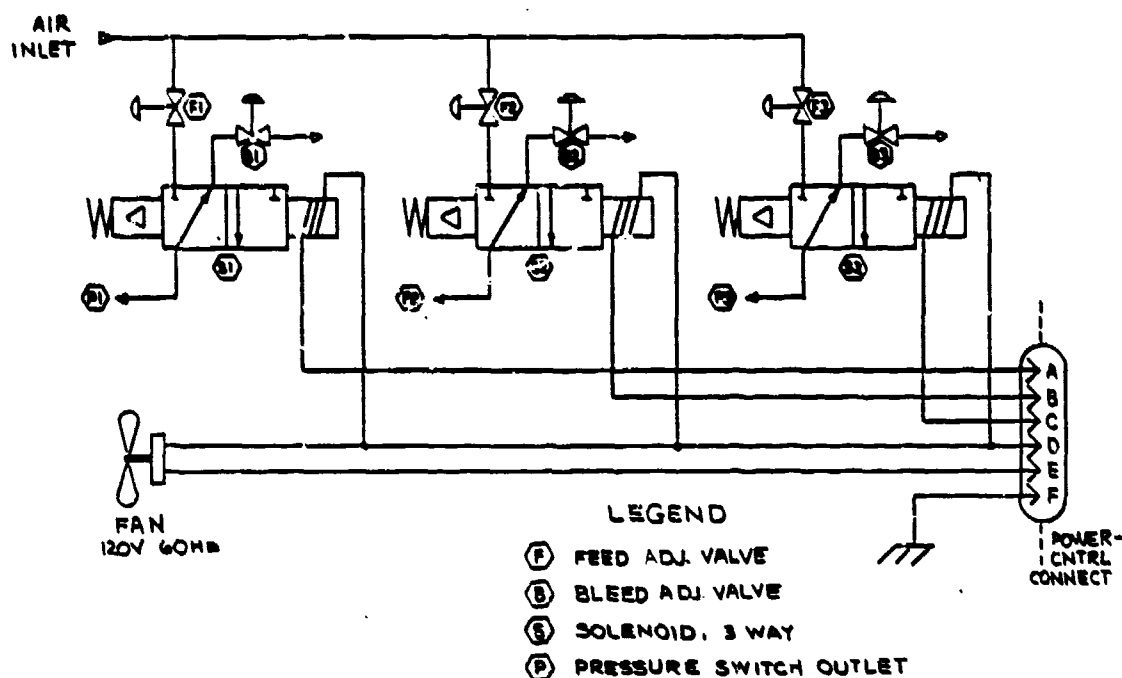 AIR
INLET
F1
F2
F3
B1
B3
S1
P1
A
B
C
D
E
F
FAN
120V 60Hz
POWER-
CNTRL
CONNECT
LEGEND
F FEED ADJ. VALVE
B BLEED ADJ. VALVE
S SOLENOID, 3 WAY
P PRESSURE SWITCH OUTLET